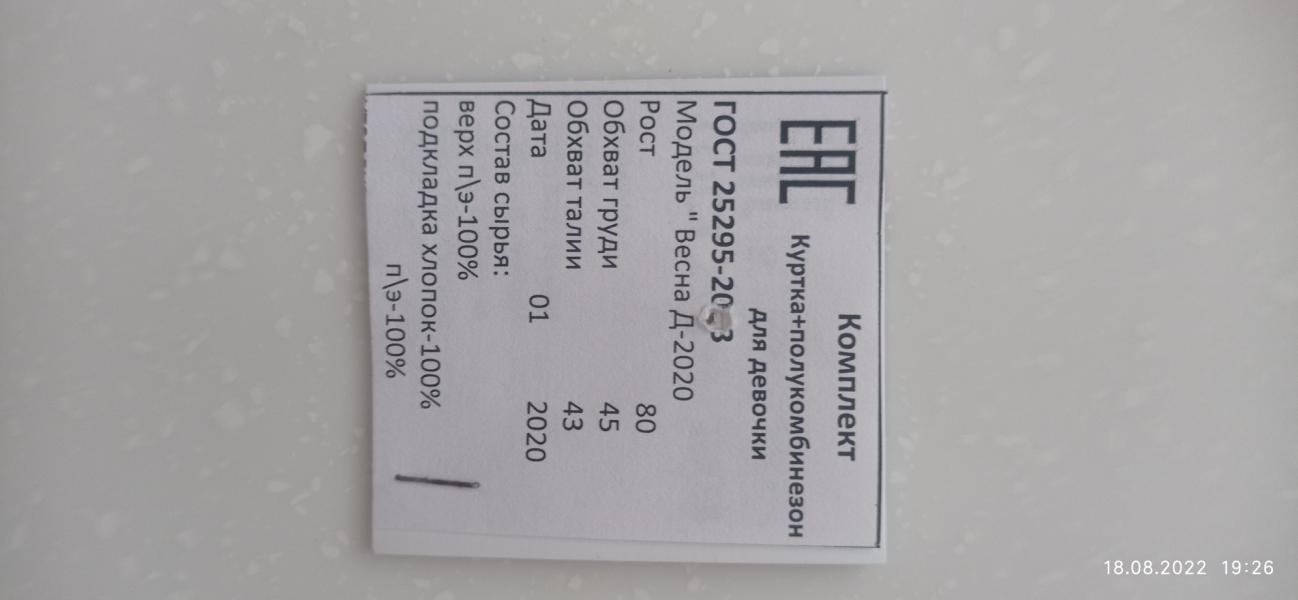 Комплект
EAC Куртка+полукомбинезон
для девочки
ГОСТ 25295-20 3
Модель " Весна Д-2020
Рост 80
Обхват груди 45
Обхват талии 43
Дата 01 2020
Состав сырья:
верх п\э-100%
подкладка хлопок-100%
п\э-100%
18.08.2022 19:26